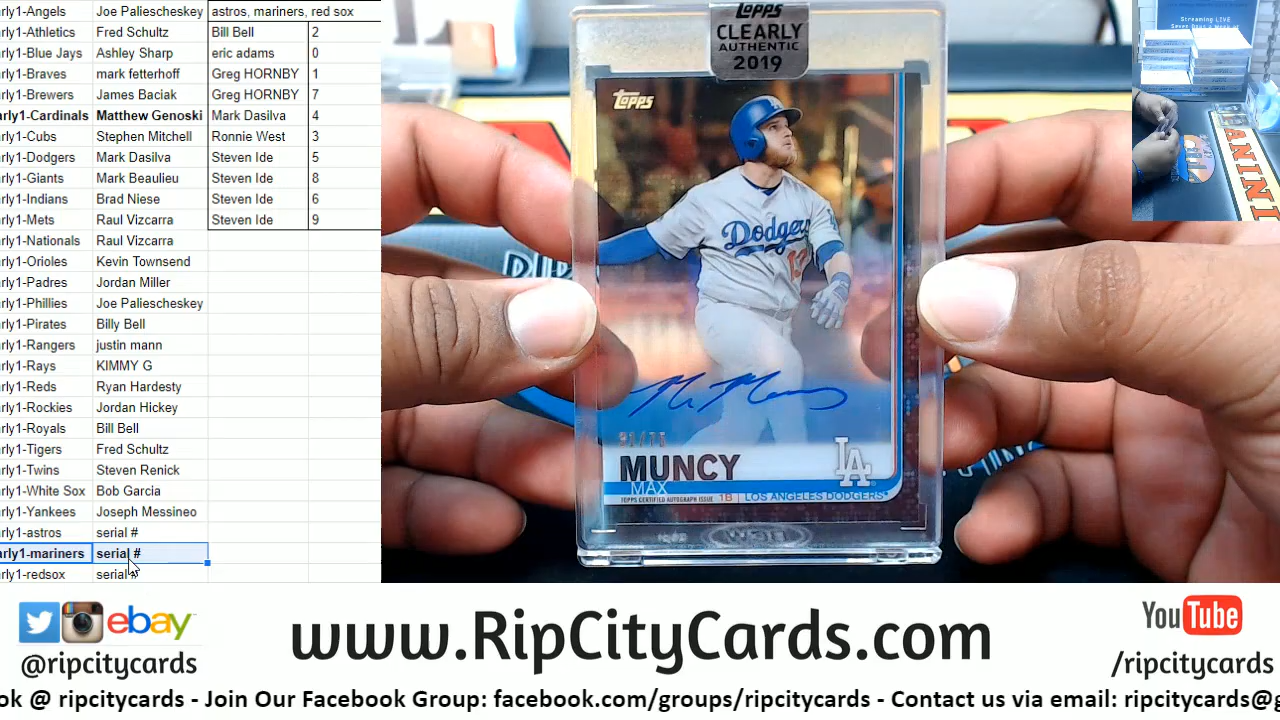 rly1-Angels Joe Paliescheskey astros, mariners, red sox
rly1-Athletics Fred Schultz Bill Bell 2
rly1-Blue Jays Ashley Sharp eric adams 0
rly1-Braves mark fetterhoff Greg HORNBY 1
rly1-Brewers James Baciak Greg HORNBY 7
arly1-Cardinals Matthew Genoski Mark Dasilva 4
rly1-Cubs Stephen Mitchell Ronnie West 3
rly1-Dodgers Mark Dasilva Steven Ide 5
rly1-Giants Mark Beaulieu Steven Ide 8
rly1-Indians Brad Niese Steven Ide 6
rly1-Mets Raul Vizcarra Steven Ide 9
rly1-Nationals Raul Vizcarra
rly1-Orioles Kevin Townsend
rly1-Padres Jordan Miller
rly1-Phillies Joe Paliescheskey
rly1-Pirates Billy Bell
rly1-Rangers justin mann
rly1-Rays KIMMY G
rly1-Reds Ryan Hardesty
rly1-Rockies Jordan Hickey
rly1-Royals Bill Bell
rly1-Tigers Fred Schultz
rly1-Twins Steven Renick
rly1-White Sox Bob Garcia
rly1-Yankees Joseph Messineo
rly1-astros serial #
arly1-mariners serial #
rly1-redsox serial #
Topps
CLEARLY
AUTHENTIC
2019
Topps
Dodgers
13
MUNCY
MAX
TOPPS CERTIFIED AUTOGRAPH ISSUE 1B LOS ANGELES DODGERS
LA
Streaming LIVE
ANINI
ebay
@ripcitycards
www.RipCityCards.com
YouTube
/ripcitycards
ok @ ripcitycards - Join Our Facebook Group: facebook.com/groups/ripcitycards - Contact us via email: ripcitycards@g